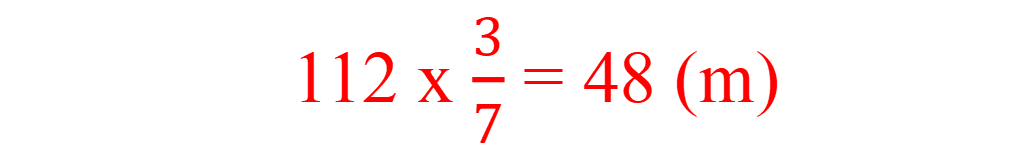 112 x 3/7 = 48 (m)